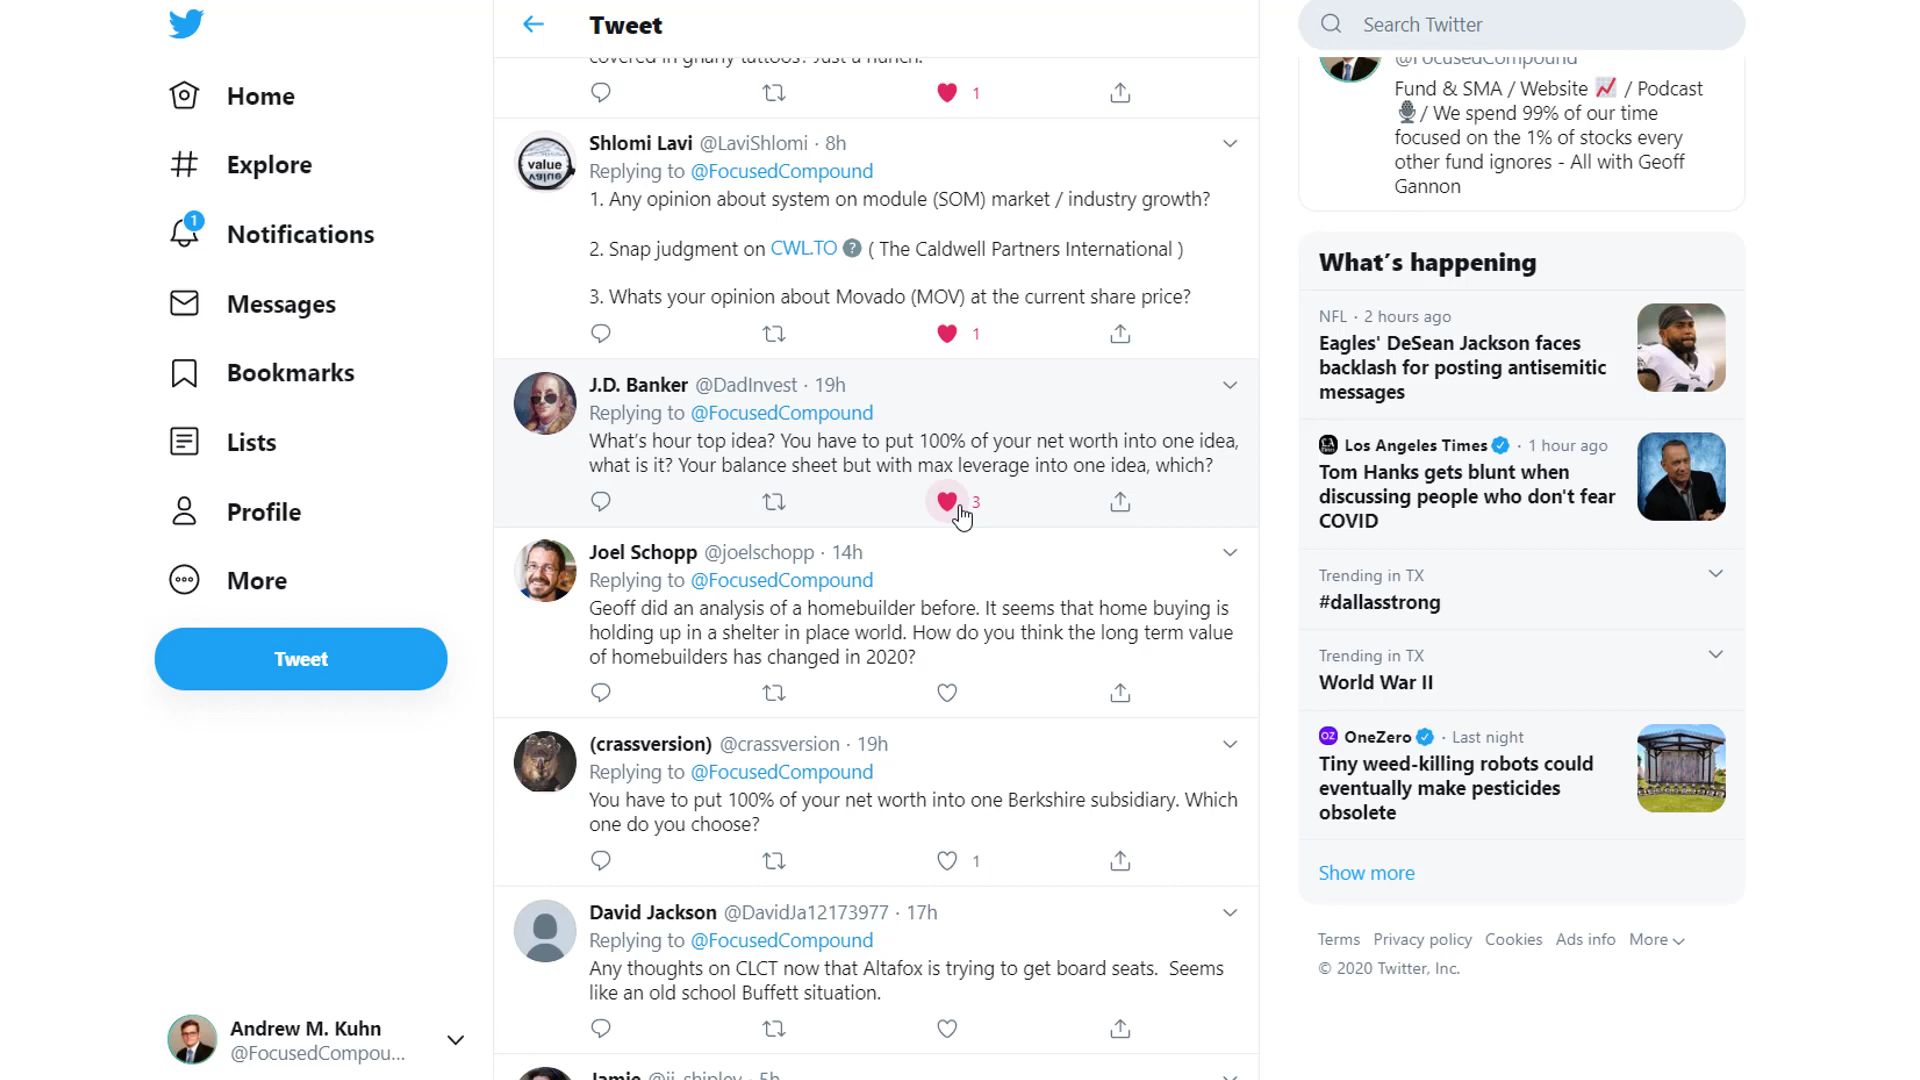 Home
Explore
1
Notifications
Messages
Bookmarks
Lists
Profile
More
Tweet
Andrew M. Kuhn
@FocusedCompou...
Tweet
covered in gnarly tattoos? Just a hunch.
1
value
Shlomi Lavi @LaviShlomi · 8h
Replying to @FocusedCompound
1. Any opinion about system on module (SOM) market / industry growth?
2. Snap judgment on CWL.TO ? ( The Caldwell Partners International )
3. Whats your opinion about Movado (MOV) at the current share price?
1
J.D. Banker @DadInvest · 19h
Replying to @FocusedCompound
What's hour top idea? You have to put 100% of your net worth into one idea,
what is it? Your balance sheet but with max leverage into one idea, which?
3
Joel Schopp @joelschopp · 14h
Replying to @FocusedCompound
Geoff did an analysis of a homebuilder before. It seems that home buying is
holding up in a shelter in place world. How do you think the long term value
of homebuilders has changed in 2020?
(crassversion) @crassversion · 19h
Replying to @FocusedCompound
You have to put 100% of your net worth into one Berkshire subsidiary. Which
one do you choose?
1
David Jackson @DavidJa12173977 · 17h
Replying to @FocusedCompound
Any thoughts on CLCT now that Altafox is trying to get board seats.  Seems
like an old school Buffett situation.
Jamie @jj_shipley · 5h
Search Twitter
@FocusedCompound
Fund & SMA / Website 📈 / Podcast
🎙️/ We spend 99% of our time
focused on the 1% of stocks every
other fund ignores - All with Geoff
Gannon
What's happening
NFL · 2 hours ago
Eagles' DeSean Jackson faces
backlash for posting antisemitic
messages
Los Angeles Times · 1 hour ago
Tom Hanks gets blunt when
discussing people who don't fear
COVID
Trending in TX
#dallasstrong
Trending in TX
World War II
OZ OneZero · Last night
Tiny weed-killing robots could
eventually make pesticides
obsolete
Show more
Terms Privacy policy Cookies Ads info More
© 2020 Twitter, Inc.